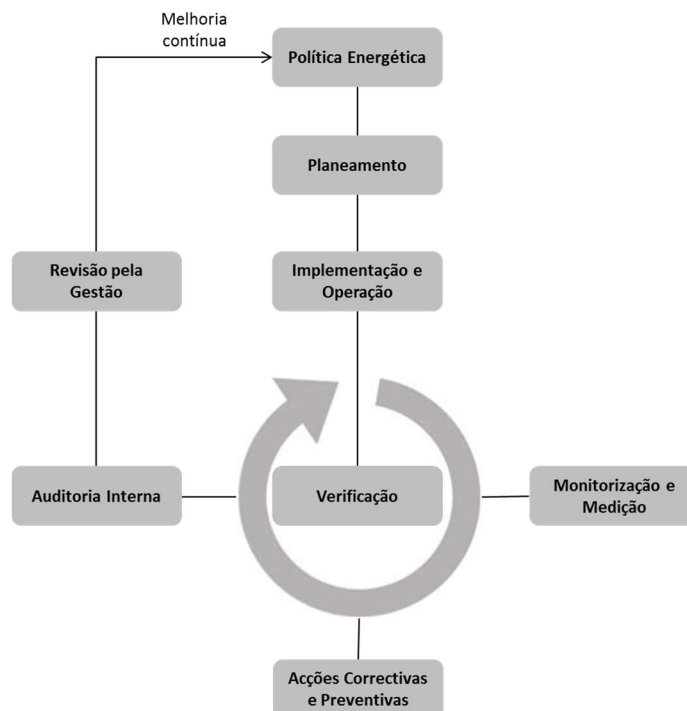 Melhoria
contínua
Política Energética
Planeamento
Revisão pela
Gestão
Implementação e
Operação
Auditoria Interna
Verificação
Monitorização e
Medição
Acções Correctivas
e Preventivas